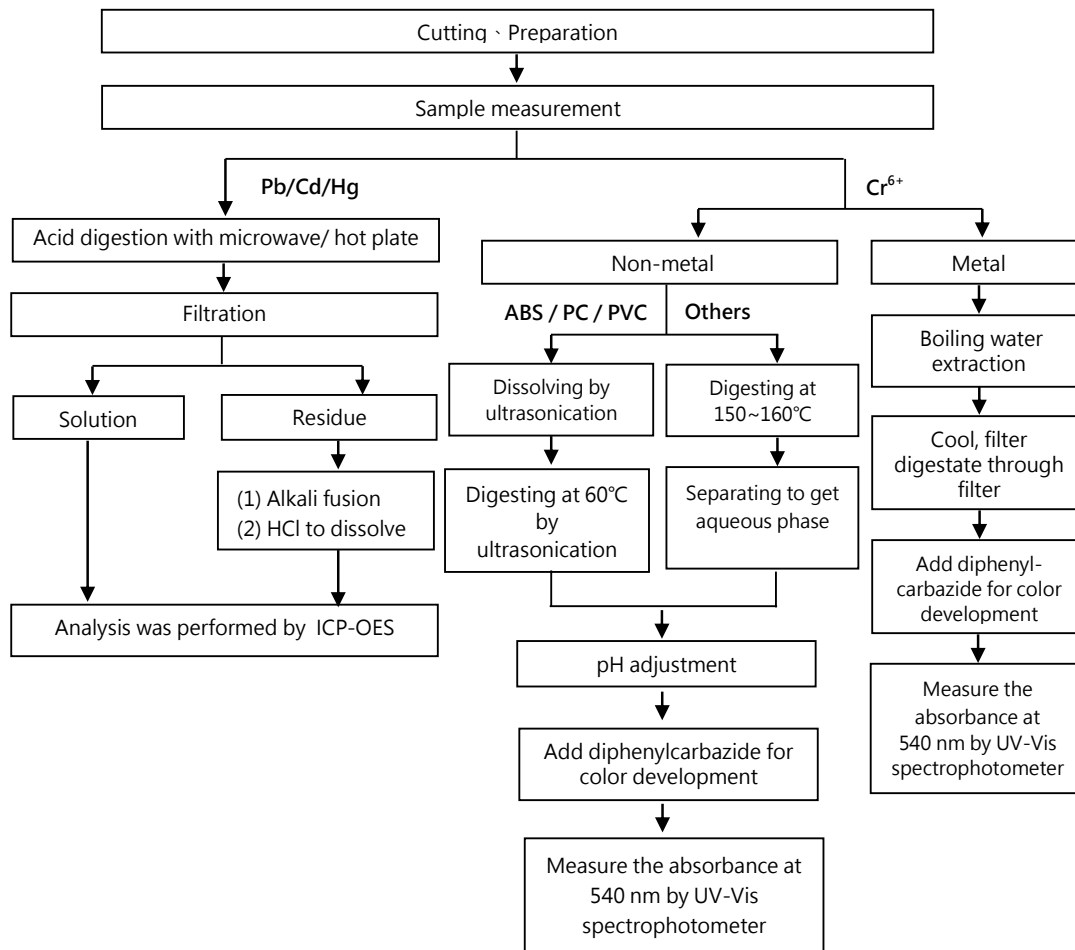 Cutting、Preparation
Sample measurement
Pb/Cd/Hg
Cr⁶⁺
Acid digestion with microwave/ hot plate
Filtration
Solution
Residue
(1) Alkali fusion
(2) HCl to dissolve
Analysis was performed by ICP-OES
Non-metal
ABS / PC / PVC
Others
Dissolving by
ultrasonication
Digesting at
150~160℃
Digesting at 60℃
by
ultrasonication
Separating to get
aqueous phase
pH adjustment
Add diphenylcarbazide for
color development
Measure the absorbance at
540 nm by UV-Vis
spectrophotometer
Metal
Boiling water
extraction
Cool, filter
digestate through
filter
Add diphenyl-
carbazide for color
development
Measure the
absorbance at
540 nm by UV-Vis
spectrophotometer